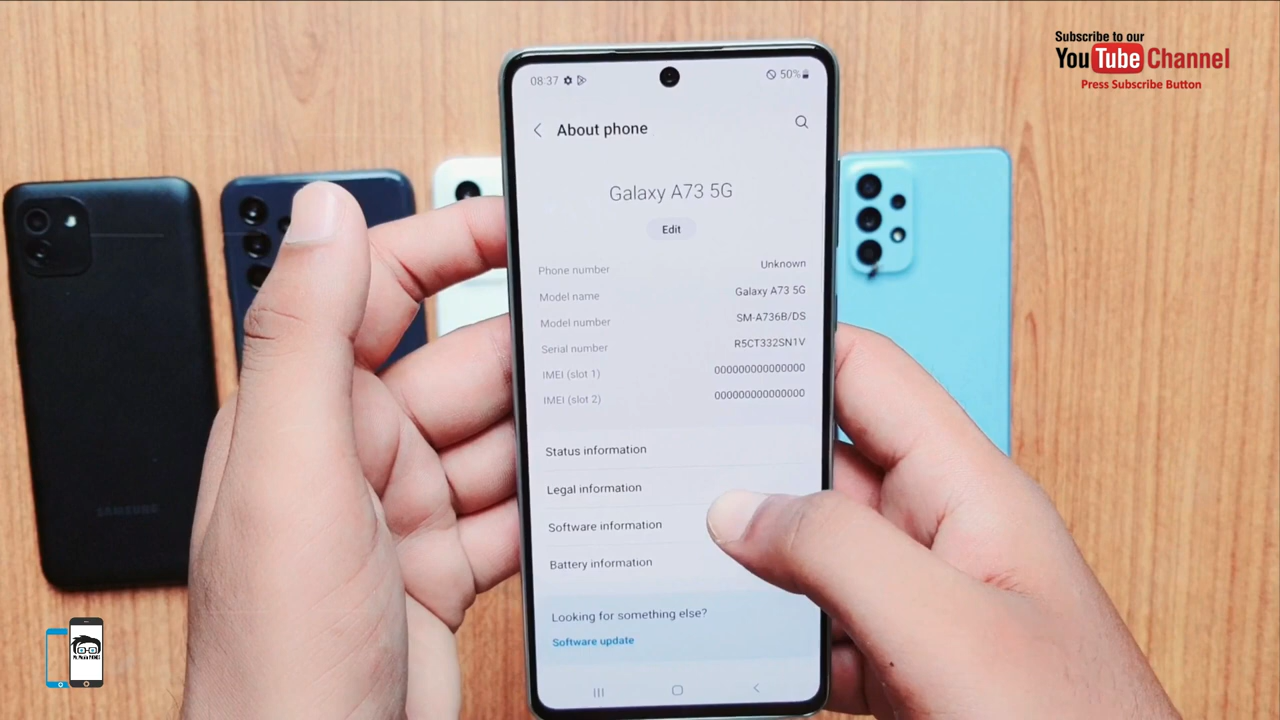 Subscribe to our
YouTube Channel
Press Subscribe Button
08:37
50%
About phone
Galaxy A73 5G
Edit
Phone number Unknown
Model name Galaxy A73 5G
Model number SM-A736B/DS
Serial number R5CT332SN1V
IMEI (slot 1) 000000000000000
IMEI (slot 2) 000000000000000
Status information
Legal information
Software information
Battery information
Looking for something else?
Software update
SAMSUNG